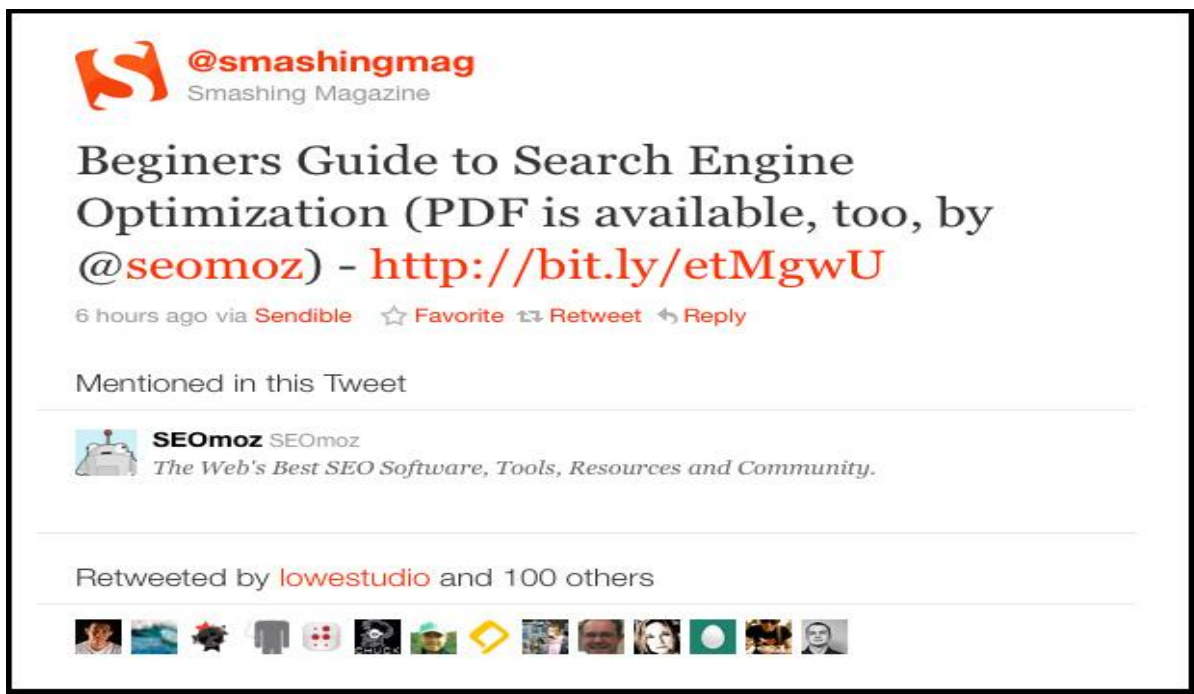 @smashingmag
Smashing Magazine
Beginers Guide to Search Engine
Optimization (PDF is available, too, by
@seomoz) - http://bit.ly/etMgwU
6 hours ago via Sendible Favorite Retweet Reply
Mentioned in this Tweet
SEOmoz SEOmoz
The Web's Best SEO Software, Tools, Resources and Community.
Retweeted by lowestudio and 100 others
CHUCK